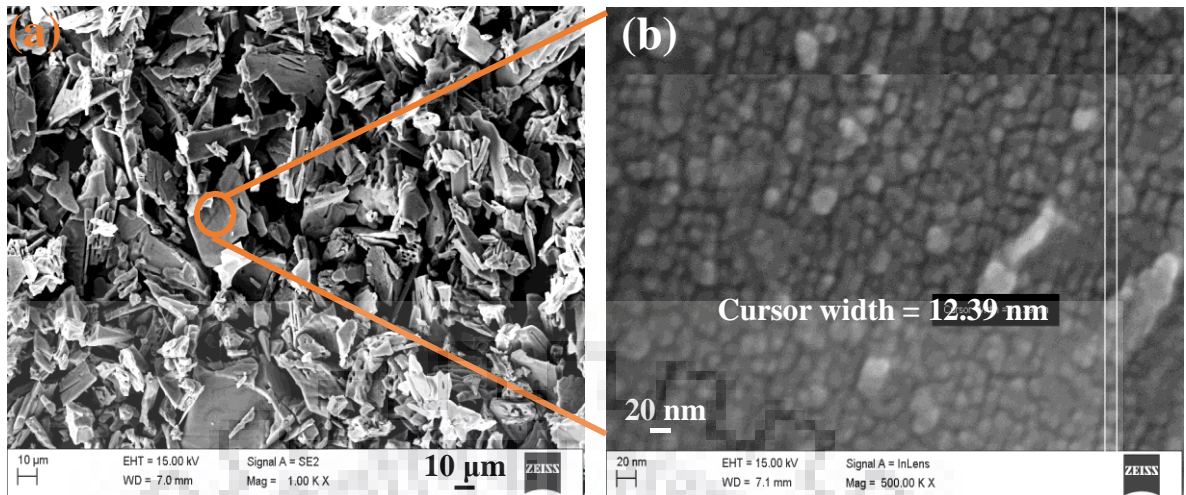 (a)
(b)
Cursor width = 12.39 nm
20 nm
10 µm
EHT = 15.00 kV
WD = 7.0 mm
Signal A = SE2
Mag = 1.00 K X
10 µm
ZEISS
20 nm
EHT = 15.00 kV
WD = 7.1 mm
Signal A = InLens
Mag = 500.00 K X
ZEISS